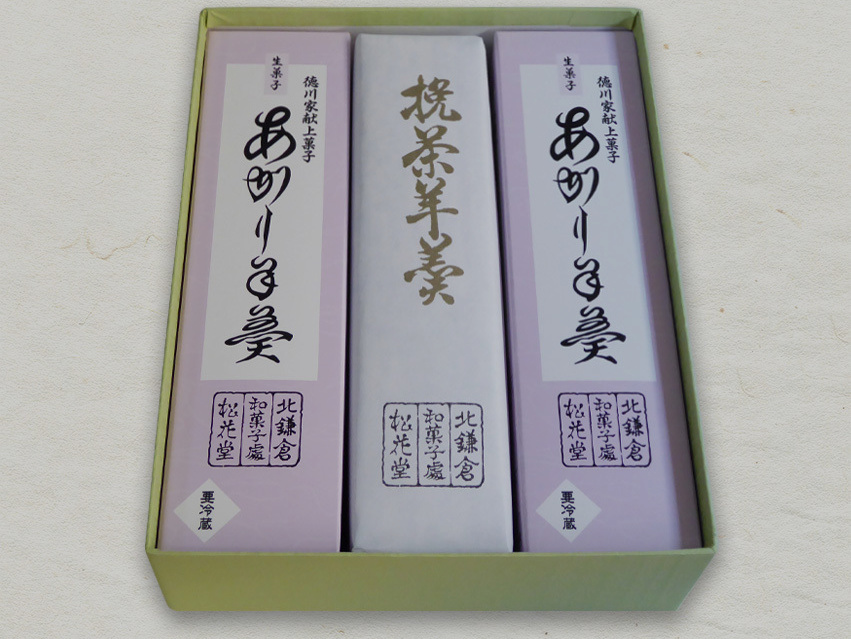 徳川家献上菓子
生菓子
あかり羊羹
北鎌倉
和菓子處
松花堂
要冷蔵
挽茶羊羹
北鎌倉
和菓子處
松花堂
徳川家献上菓子
生菓子
あかり羊羹
北鎌倉
和菓子處
松花堂
要冷蔵